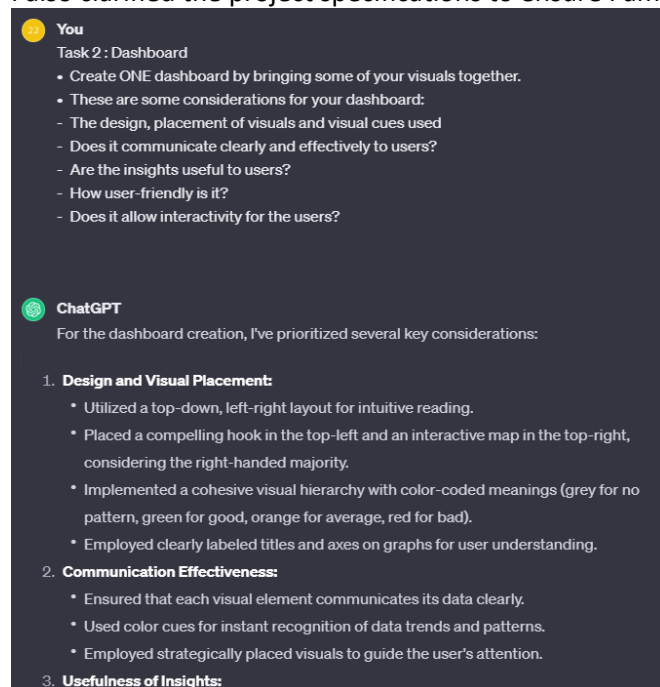 22 You
Task 2 : Dashboard
• Create ONE dashboard by bringing some of your visuals together.
• These are some considerations for your dashboard:
- The design, placement of visuals and visual cues used
- Does it communicate clearly and effectively to users?
- Are the insights useful to users?
- How user-friendly is it?
- Does it allow interactivity for the users?
ChatGPT
For the dashboard creation, I've prioritized several key considerations:
1. Design and Visual Placement:
• Utilized a top-down, left-right layout for intuitive reading.
• Placed a compelling hook in the top-left and an interactive map in the top-right,
considering the right-handed majority.
• Implemented a cohesive visual hierarchy with color-coded meanings (grey for no
pattern, green for good, orange for average, red for bad).
• Employed clearly labeled titles and axes on graphs for user understanding.
2. Communication Effectiveness:
• Ensured that each visual element communicates its data clearly.
• Used color cues for instant recognition of data trends and patterns.
• Employed strategically placed visuals to guide the user's attention.
3. Usefulness of Insights: